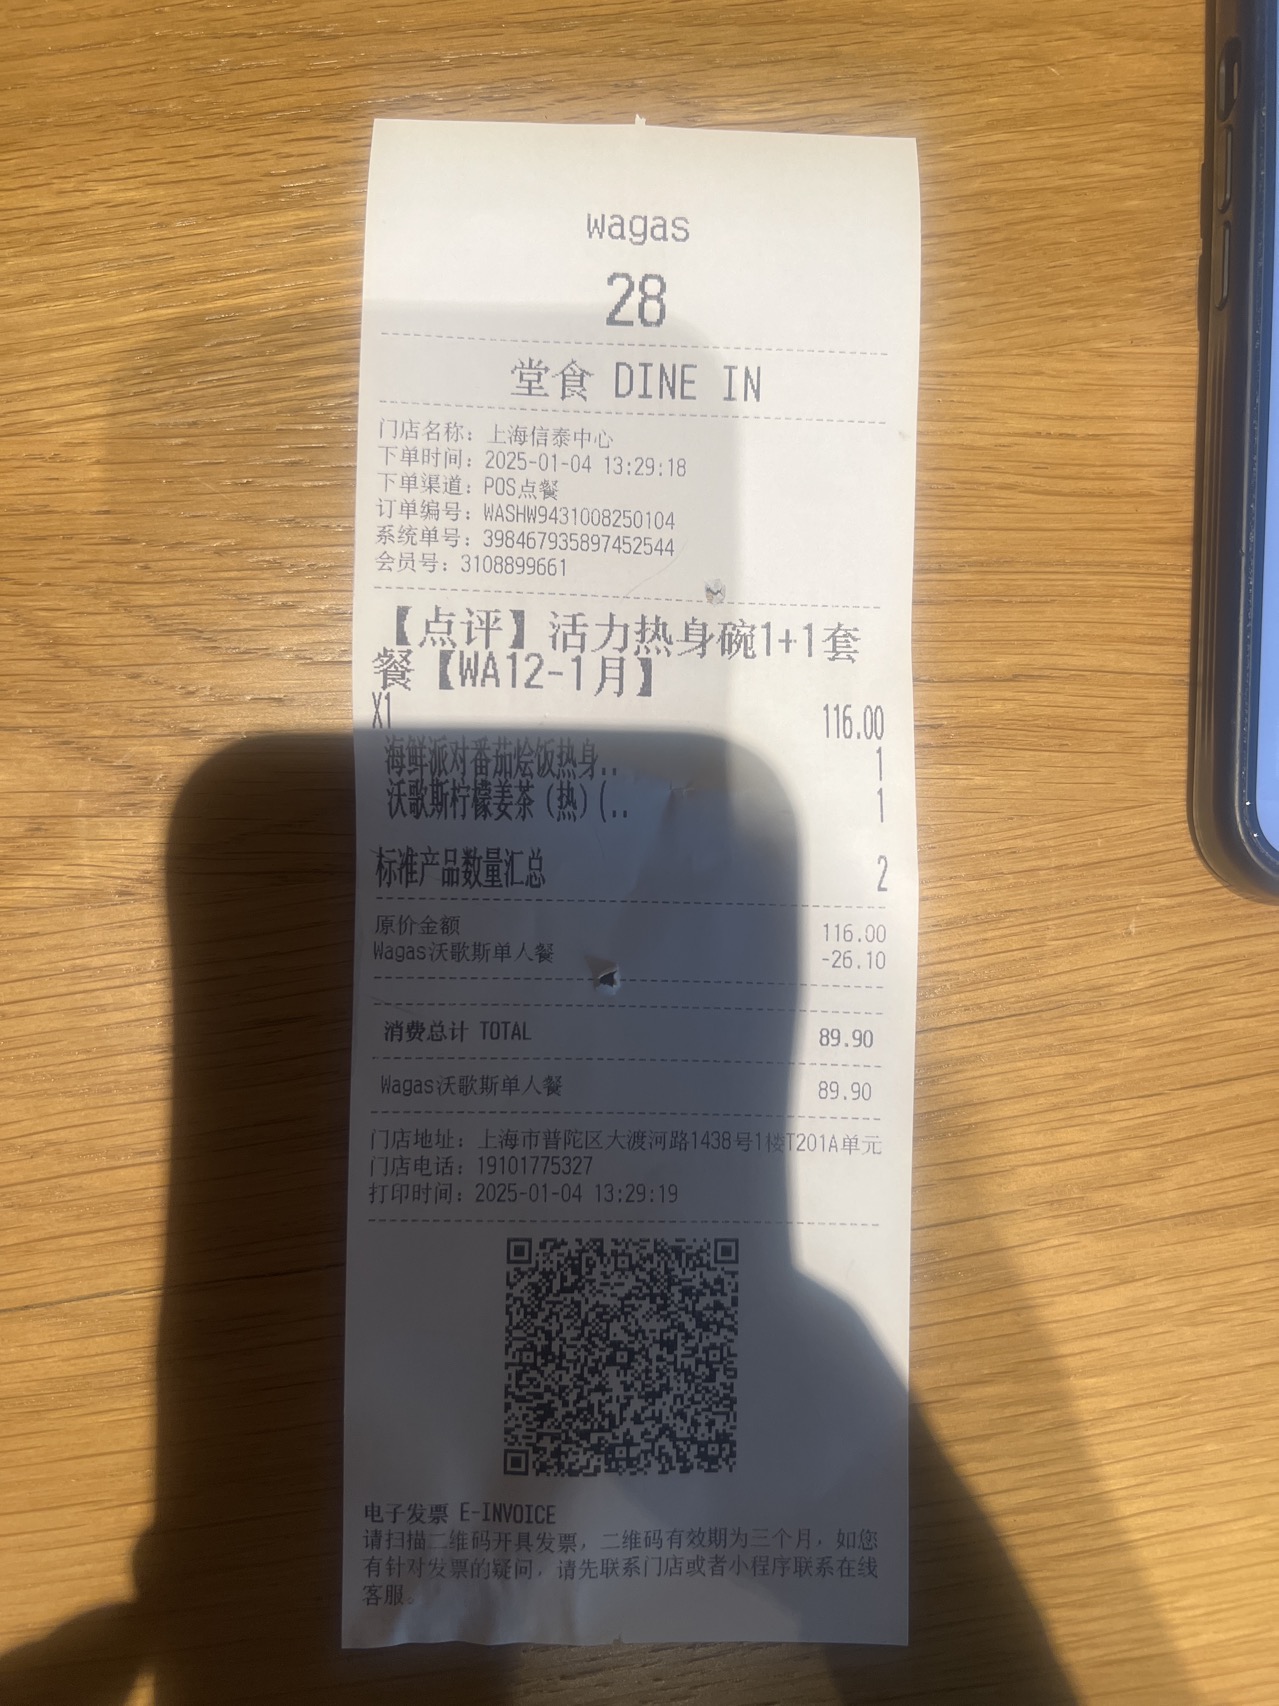 wagas
28
堂食 DINE IN
门店名称：上海信泰中心
下单时间：2025-01-04 13:29:18
下单渠道：POS点餐
订单编号：WASHW9431008250104
系统单号：398467935897452544
会员号：3108899661
【点评】活力热身碗1+1套
餐【WA12-1月】
X1 116.00
海鲜派对番茄烩饭热身.. 1
沃歌斯柠檬姜茶（热）(.. 1
标准产品数量汇总 2
原价金额 116.00
Wagas沃歌斯单人餐 -26.10
消费总计 TOTAL 89.90
Wagas沃歌斯单人餐 89.90
门店地址：上海市普陀区大渡河路1438号1楼T201A单元
门店电话：19101775327
打印时间：2025-01-04 13:29:19
电子发票 E-INVOICE
请扫描二维码开具发票，二维码有效期为三个月，如您
有针对发票的疑问，请先联系门店或者小程序联系在线
客服。